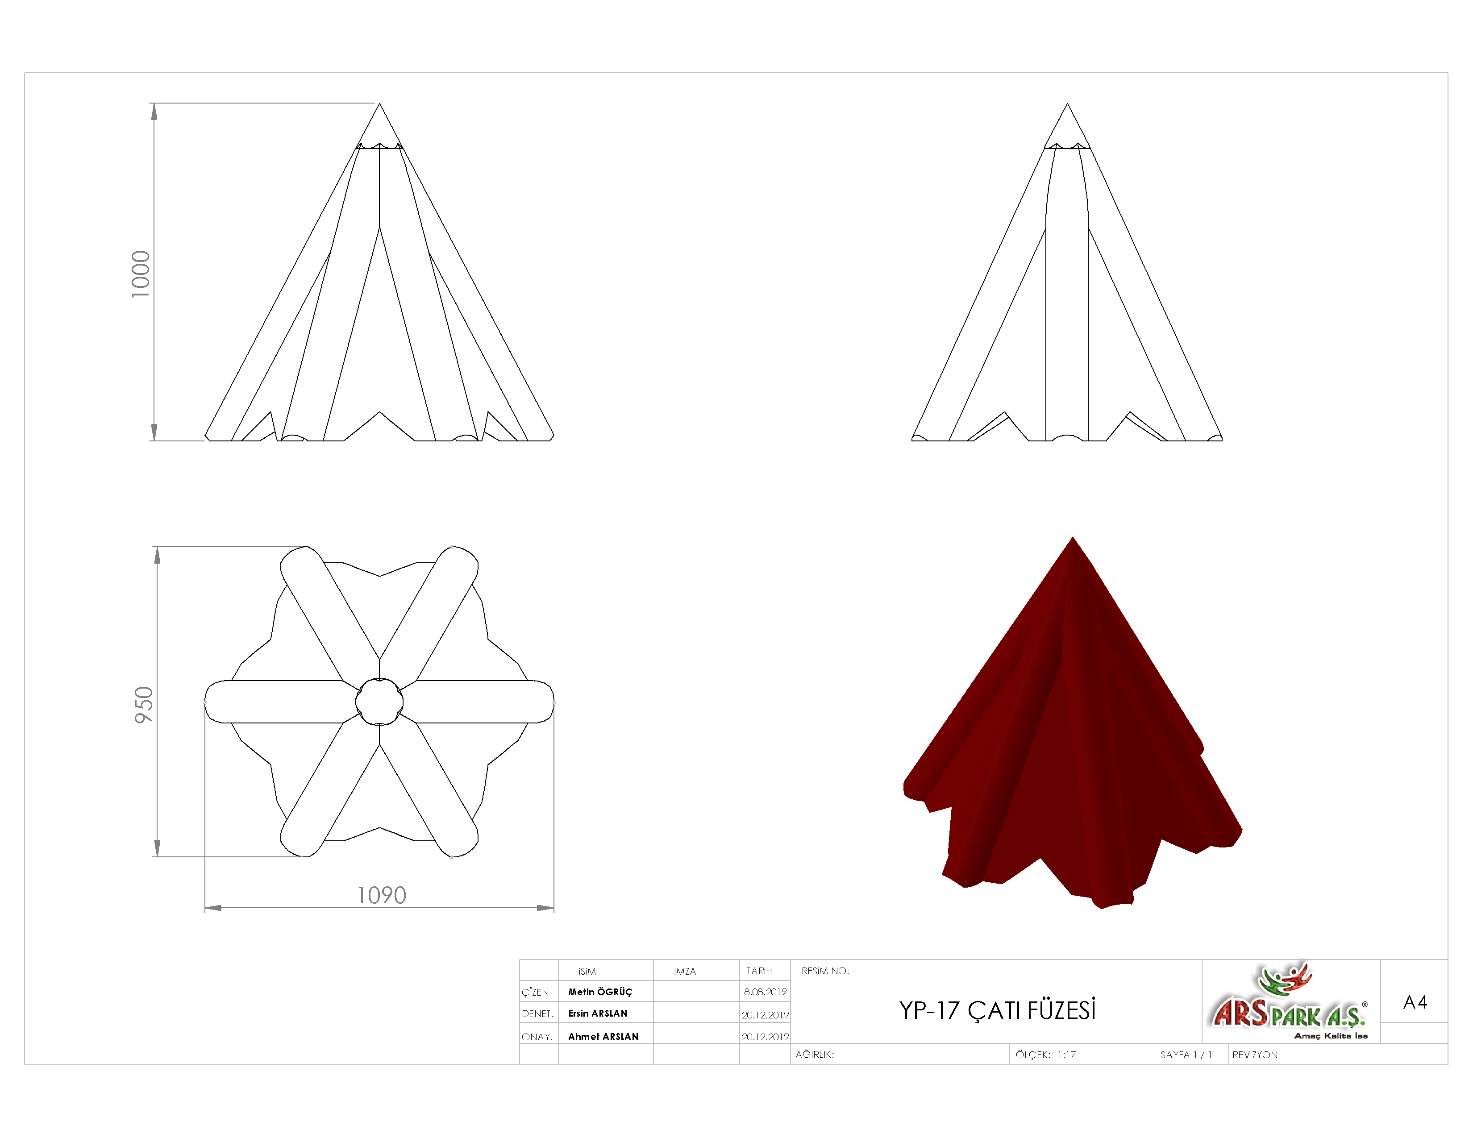 1000
950
1090
İSİM
İMZA
TARİH
RESİM NO.
ÇİZEN.
Metin ÖGRÜÇ
8.08.2019
DENET.
Ersin ARSLAN
20.12.2019
ONAY.
Ahmet ARSLAN
20.12.2019
YP-17 ÇATI FÜZESİ
ARSPARK A.Ş.®
Amaç Kalite İse
A4
AĞIRLIK:
ÖLÇEK: 1:17
SAYFA 1 / 1
REVİZYON